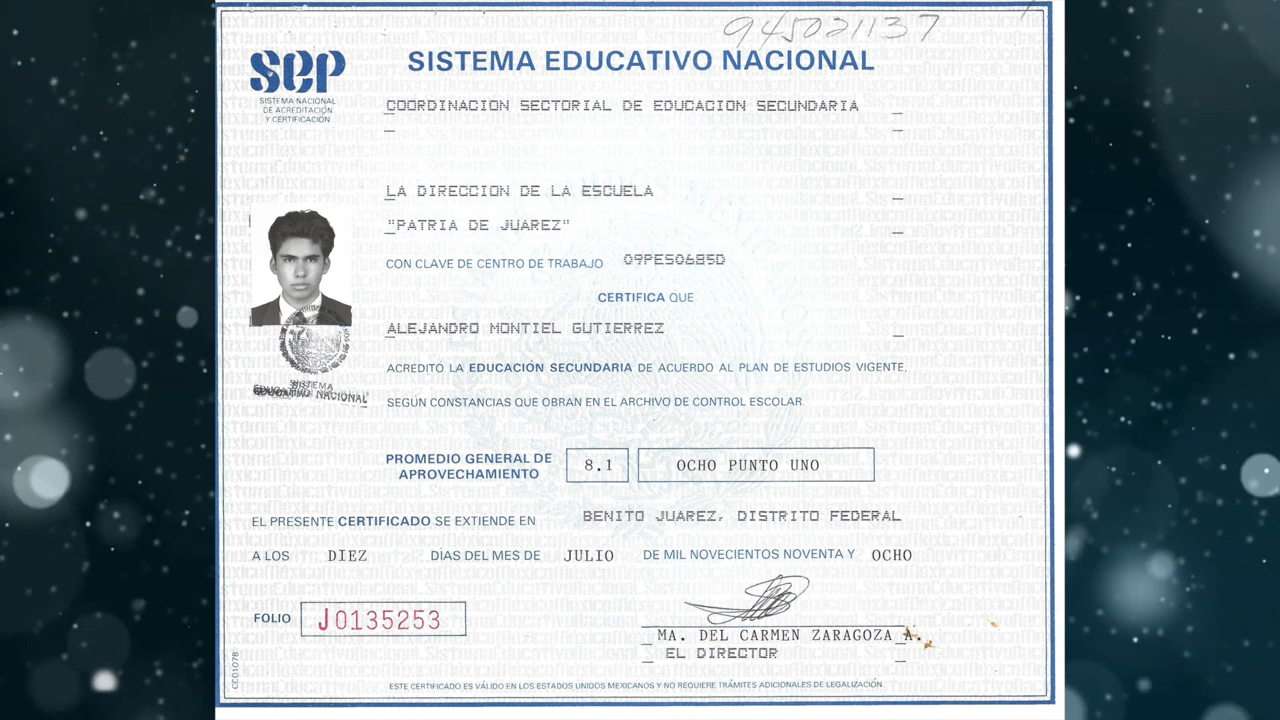 945021137
SISTEMA EDUCATIVO NACIONAL
SEP
SISTEMA NACIONAL
DE ACREDITACIÓN
Y CERTIFICACIÓN
COORDINACION SECTORIAL DE EDUCACION SECUNDARIA
LA DIRECCION DE LA ESCUELA
"PATRIA DE JUAREZ"
CON CLAVE DE CENTRO DE TRABAJO 09PES0685D
CERTIFICA QUE
ALEJANDRO MONTIEL GUTIERREZ
ACREDITÓ LA EDUCACIÓN SECUNDARIA DE ACUERDO AL PLAN DE ESTUDIOS VIGENTE,
SEGÚN CONSTANCIAS QUE OBRAN EN EL ARCHIVO DE CONTROL ESCOLAR.
SISTEMA
EDUCATIVO NACIONAL
PROMEDIO GENERAL DE
APROVECHAMIENTO 8.1 OCHO PUNTO UNO
EL PRESENTE CERTIFICADO SE EXTIENDE EN BENITO JUAREZ, DISTRITO FEDERAL
A LOS DIEZ DÍAS DEL MES DE JULIO DE MIL NOVECIENTOS NOVENTA Y OCHO
FOLIO J0135253
MA. DEL CARMEN ZARAGOZA A.
EL DIRECTOR
CC01078
ESTE CERTIFICADO ES VÁLIDO EN LOS ESTADOS UNIDOS MEXICANOS Y NO REQUIERE TRÁMITES ADICIONALES DE LEGALIZACIÓN